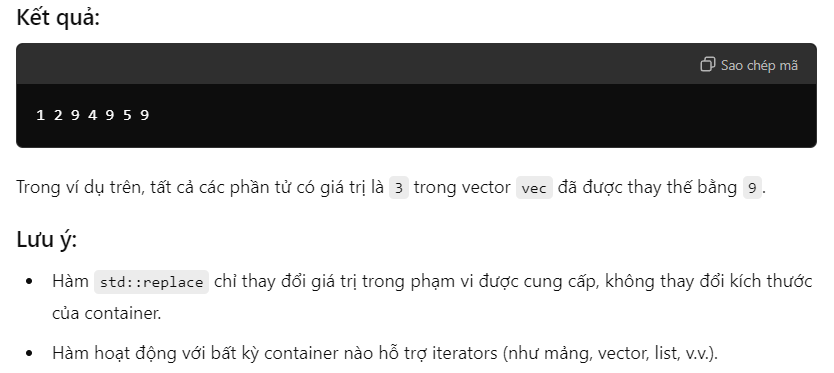 Kết quả:
Sao chép mã
1 2 9 4 9 5 9
Trong ví dụ trên, tất cả các phần tử có giá trị là 3 trong vector vec đã được thay thế bằng 9.
Lưu ý:
• Hàm std::replace chỉ thay đổi giá trị trong phạm vi được cung cấp, không thay đổi kích thước
của container.
• Hàm hoạt động với bất kỳ container nào hỗ trợ iterators (như mảng, vector, list, v.v.).